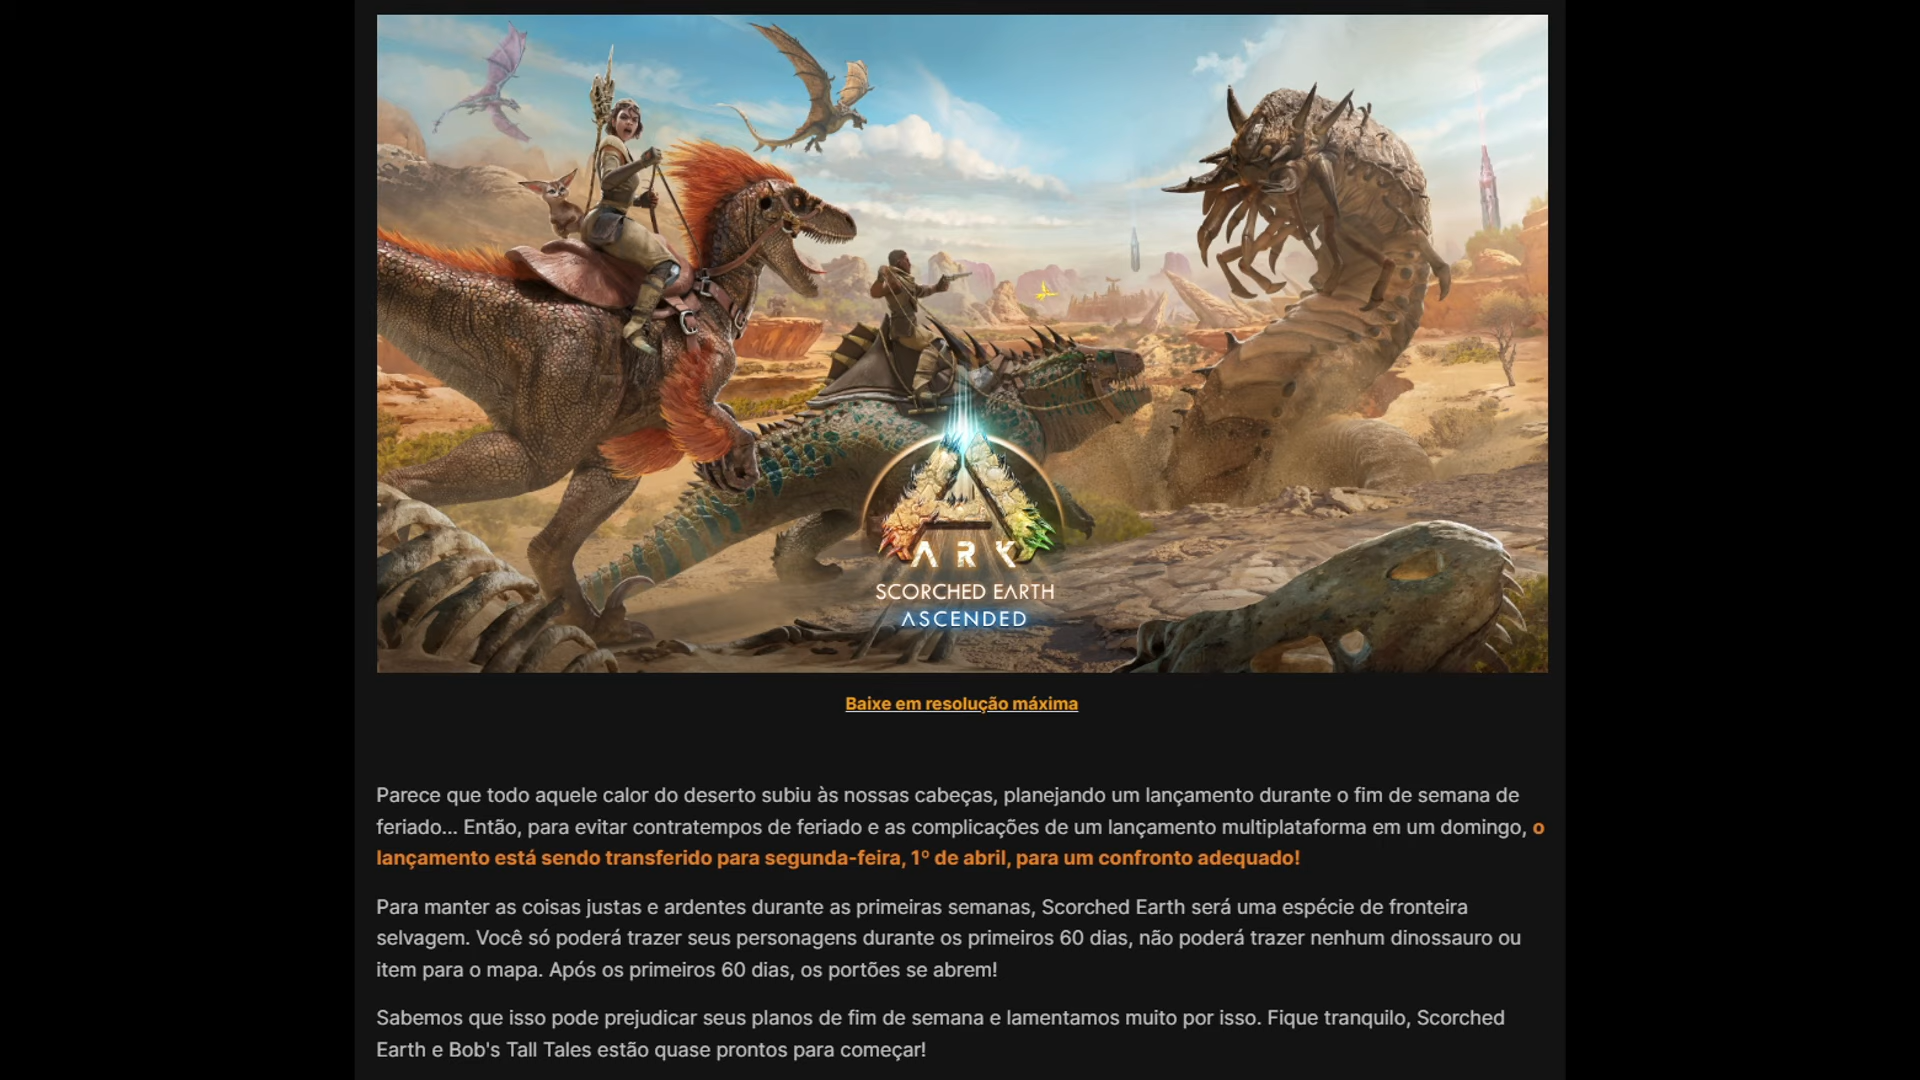 ARK
SCORCHED EARTH
ASCENDED
Baixe em resolução máxima
Parece que todo aquele calor do deserto subiu às nossas cabeças, planejando um lançamento durante o fim de semana de
feriado... Então, para evitar contratempos de feriado e as complicações de um lançamento multiplataforma em um domingo, o
lançamento está sendo transferido para segunda-feira, 1º de abril, para um confronto adequado!
Para manter as coisas justas e ardentes durante as primeiras semanas, Scorched Earth será uma espécie de fronteira
selvagem. Você só poderá trazer seus personagens durante os primeiros 60 dias, não poderá trazer nenhum dinossauro ou
item para o mapa. Após os primeiros 60 dias, os portões se abrem!
Sabemos que isso pode prejudicar seus planos de fim de semana e lamentamos muito por isso. Fique tranquilo, Scorched
Earth e Bob's Tall Tales estão quase prontos para começar!